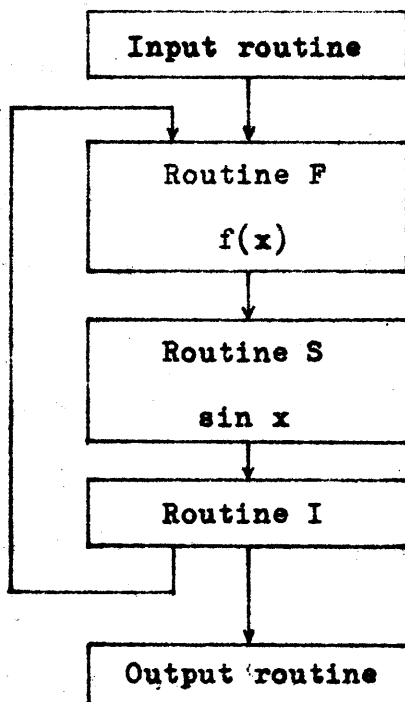 Input routine
Routine F
f(x)
Routine S
sin x
Routine I
Output routine